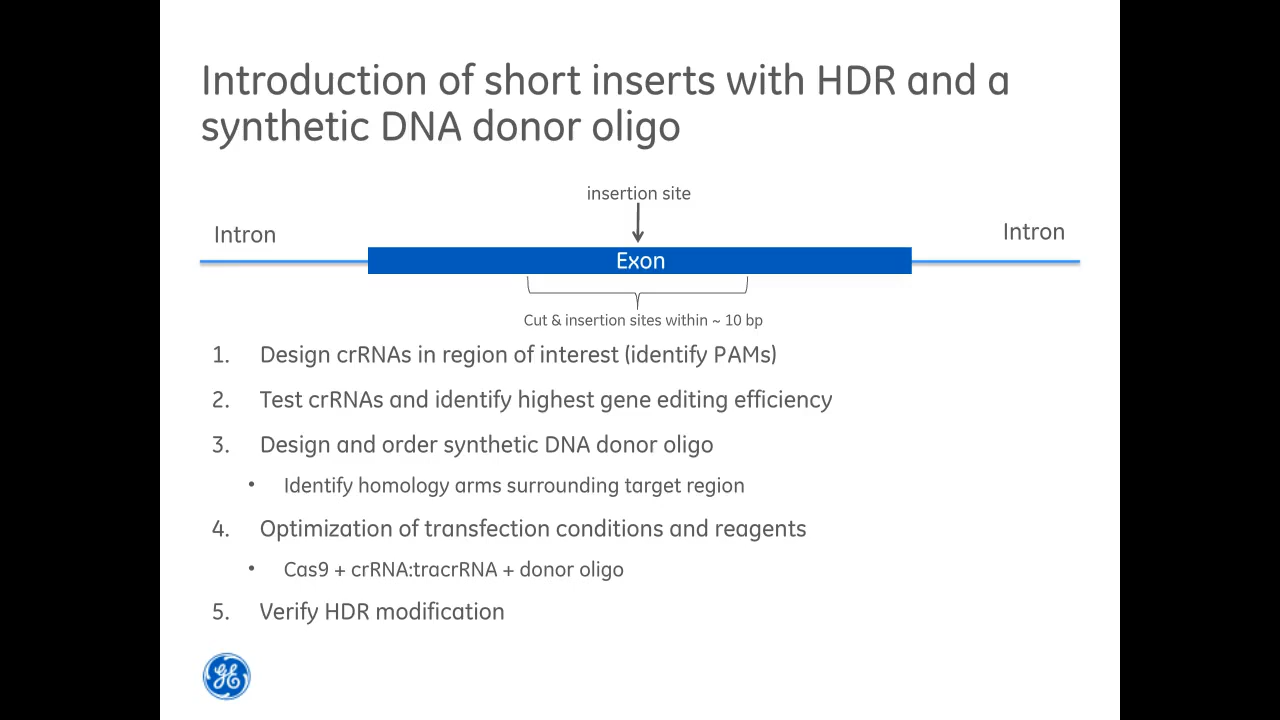 Introduction of short inserts with HDR and a
synthetic DNA donor oligo
insertion site
Intron
Intron
Exon
Cut & insertion sites within ~ 10 bp
1. Design crRNAs in region of interest (identify PAMs)
2. Test crRNAs and identify highest gene editing efficiency
3. Design and order synthetic DNA donor oligo
• Identify homology arms surrounding target region
4. Optimization of transfection conditions and reagents
• Cas9 + crRNA:tracrRNA + donor oligo
5. Verify HDR modification
GE